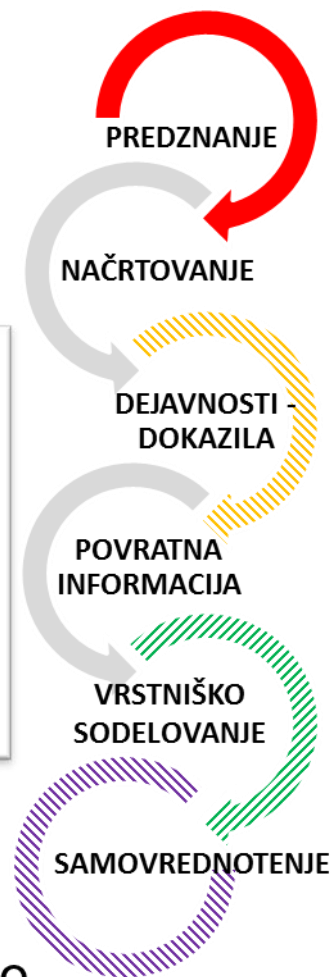 PREDZNANJE
NAČRTOVANJE
DEJAVNOSTI -
DOKAZILA
POVRATNA
INFORMACIJA
VRSTNIŠKO
SODELOVANJE
SAMOVREDNOTENJE